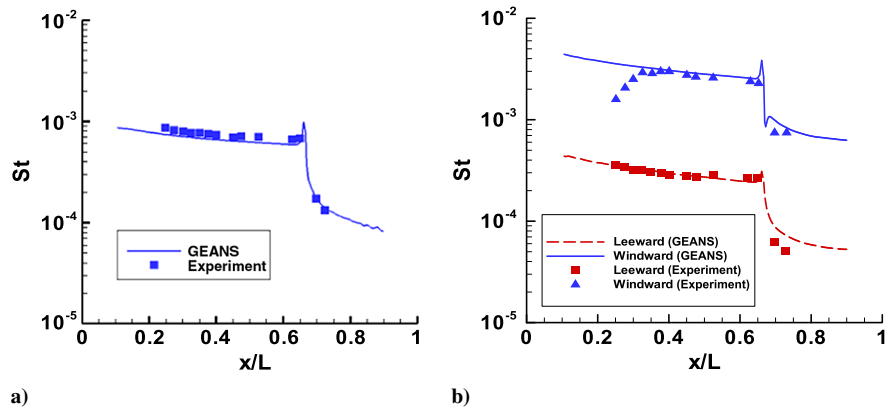 10^-2
10^-3
St
10^-4
10^-5
GEANS
Experiment
0 0.2 0.4 0.6 0.8 1
x/L
a)
10^-2
10^-3
St
10^-4
10^-5
Leeward (GEANS)
Windward (GEANS)
Leeward (Experiment)
Windward (Experiment)
0 0.2 0.4 0.6 0.8 1
x/L
b)